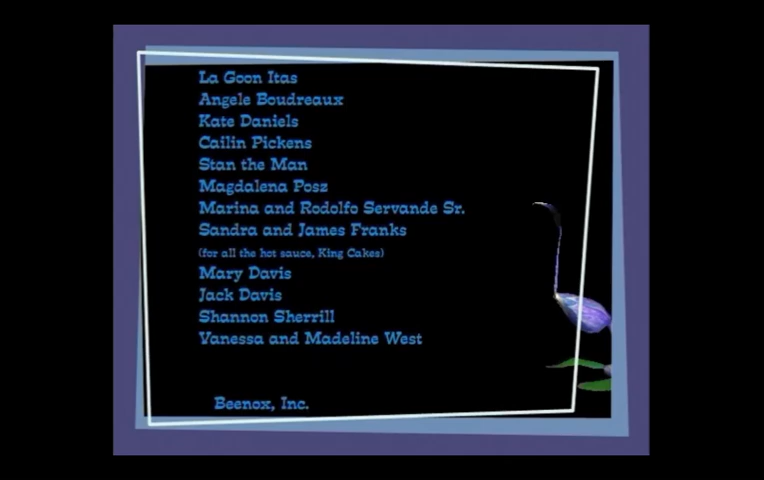 La Goon Itas
Angele Boudreaux
Kate Daniels
Cailin Pickens
Stan the Man
Magdalena Posz
Marina and Rodolfo Servande Sr.
Sandra and James Franks
(for all the hot sauce, King Cakes)
Mary Davis
Jack Davis
Shannon Sherrill
Vanessa and Madeline West
Beenox, Inc.